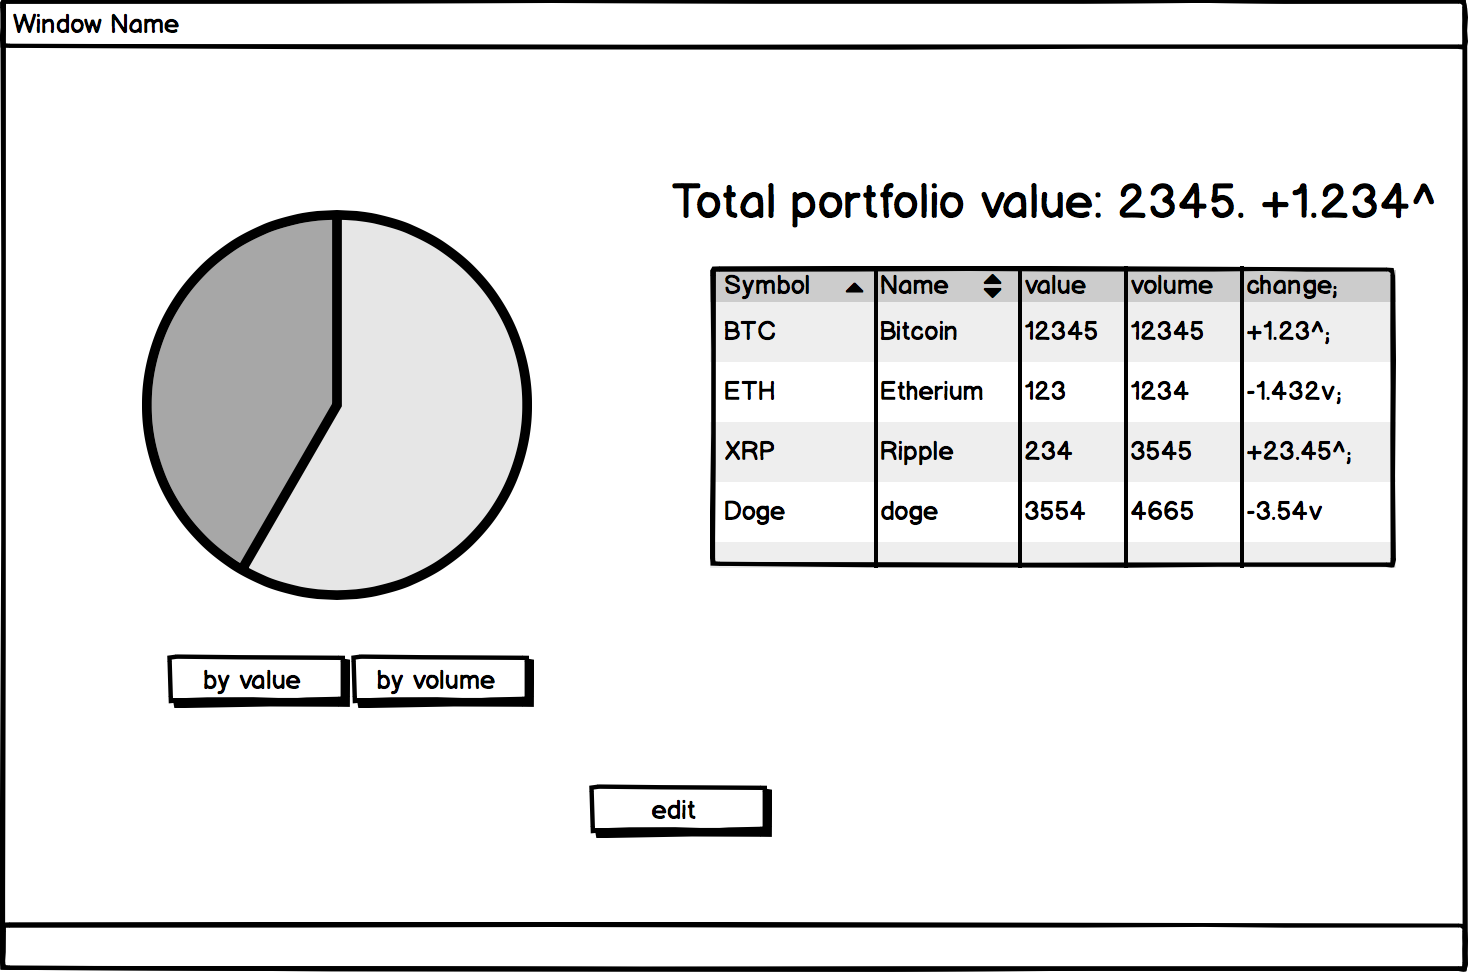 Window Name
Total portfolio value: 2345. +1.234^
Symbol Name value volume change;
BTC Bitcoin 12345 12345 +1.23^;
ETH Etherium 123 1234 -1.432v;
XRP Ripple 234 3545 +23.45^;
Doge doge 3554 4665 -3.54v
by value by volume
edit